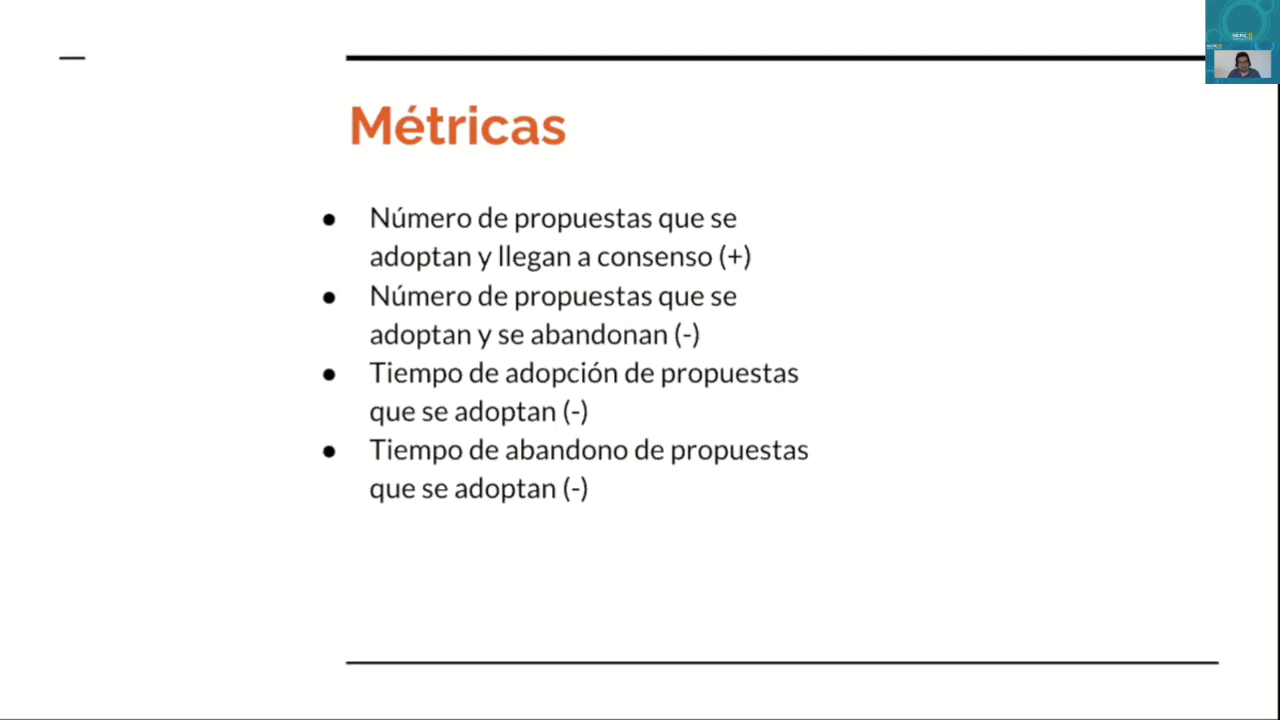 Métricas
● Número de propuestas que se
adoptan y llegan a consenso (+)
● Número de propuestas que se
adoptan y se abandonan (-)
● Tiempo de adopción de propuestas
que se adoptan (-)
● Tiempo de abandono de propuestas
que se adoptan (-)